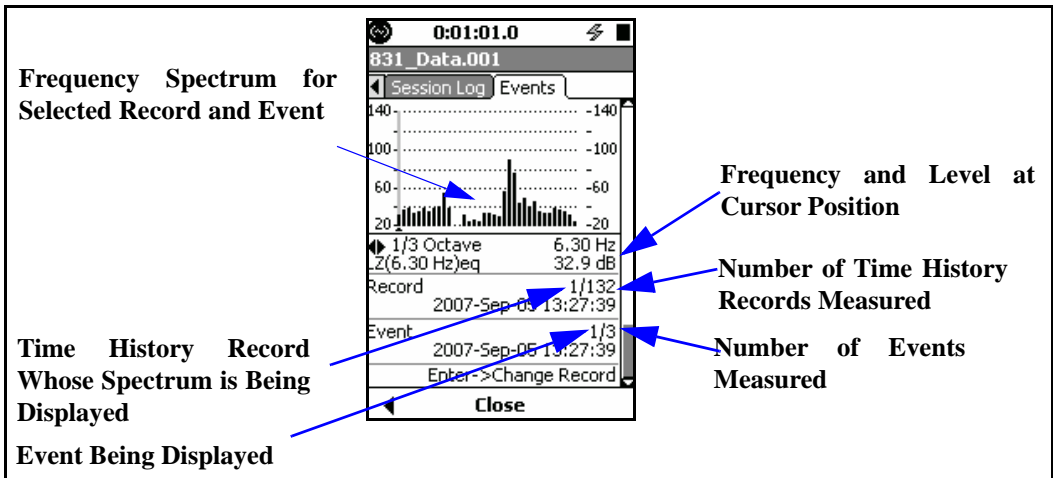 0:01:01.0
831_Data.001
Session Log Events
140 -140
100 -100
60 -60
20 -20
1/3 Octave 6.30 Hz
LZ(6.30 Hz)eq 32.9 dB
Record 1/132
2007-Sep-05 13:27:39
Event 1/3
2007-Sep-05 13:27:39
Enter->Change Record
Close
Frequency Spectrum for
Selected Record and Event
Time History Record
Whose Spectrum is Being
Displayed
Event Being Displayed
Frequency and Level at
Cursor Position
Number of Time History
Records Measured
Number of Events
Measured